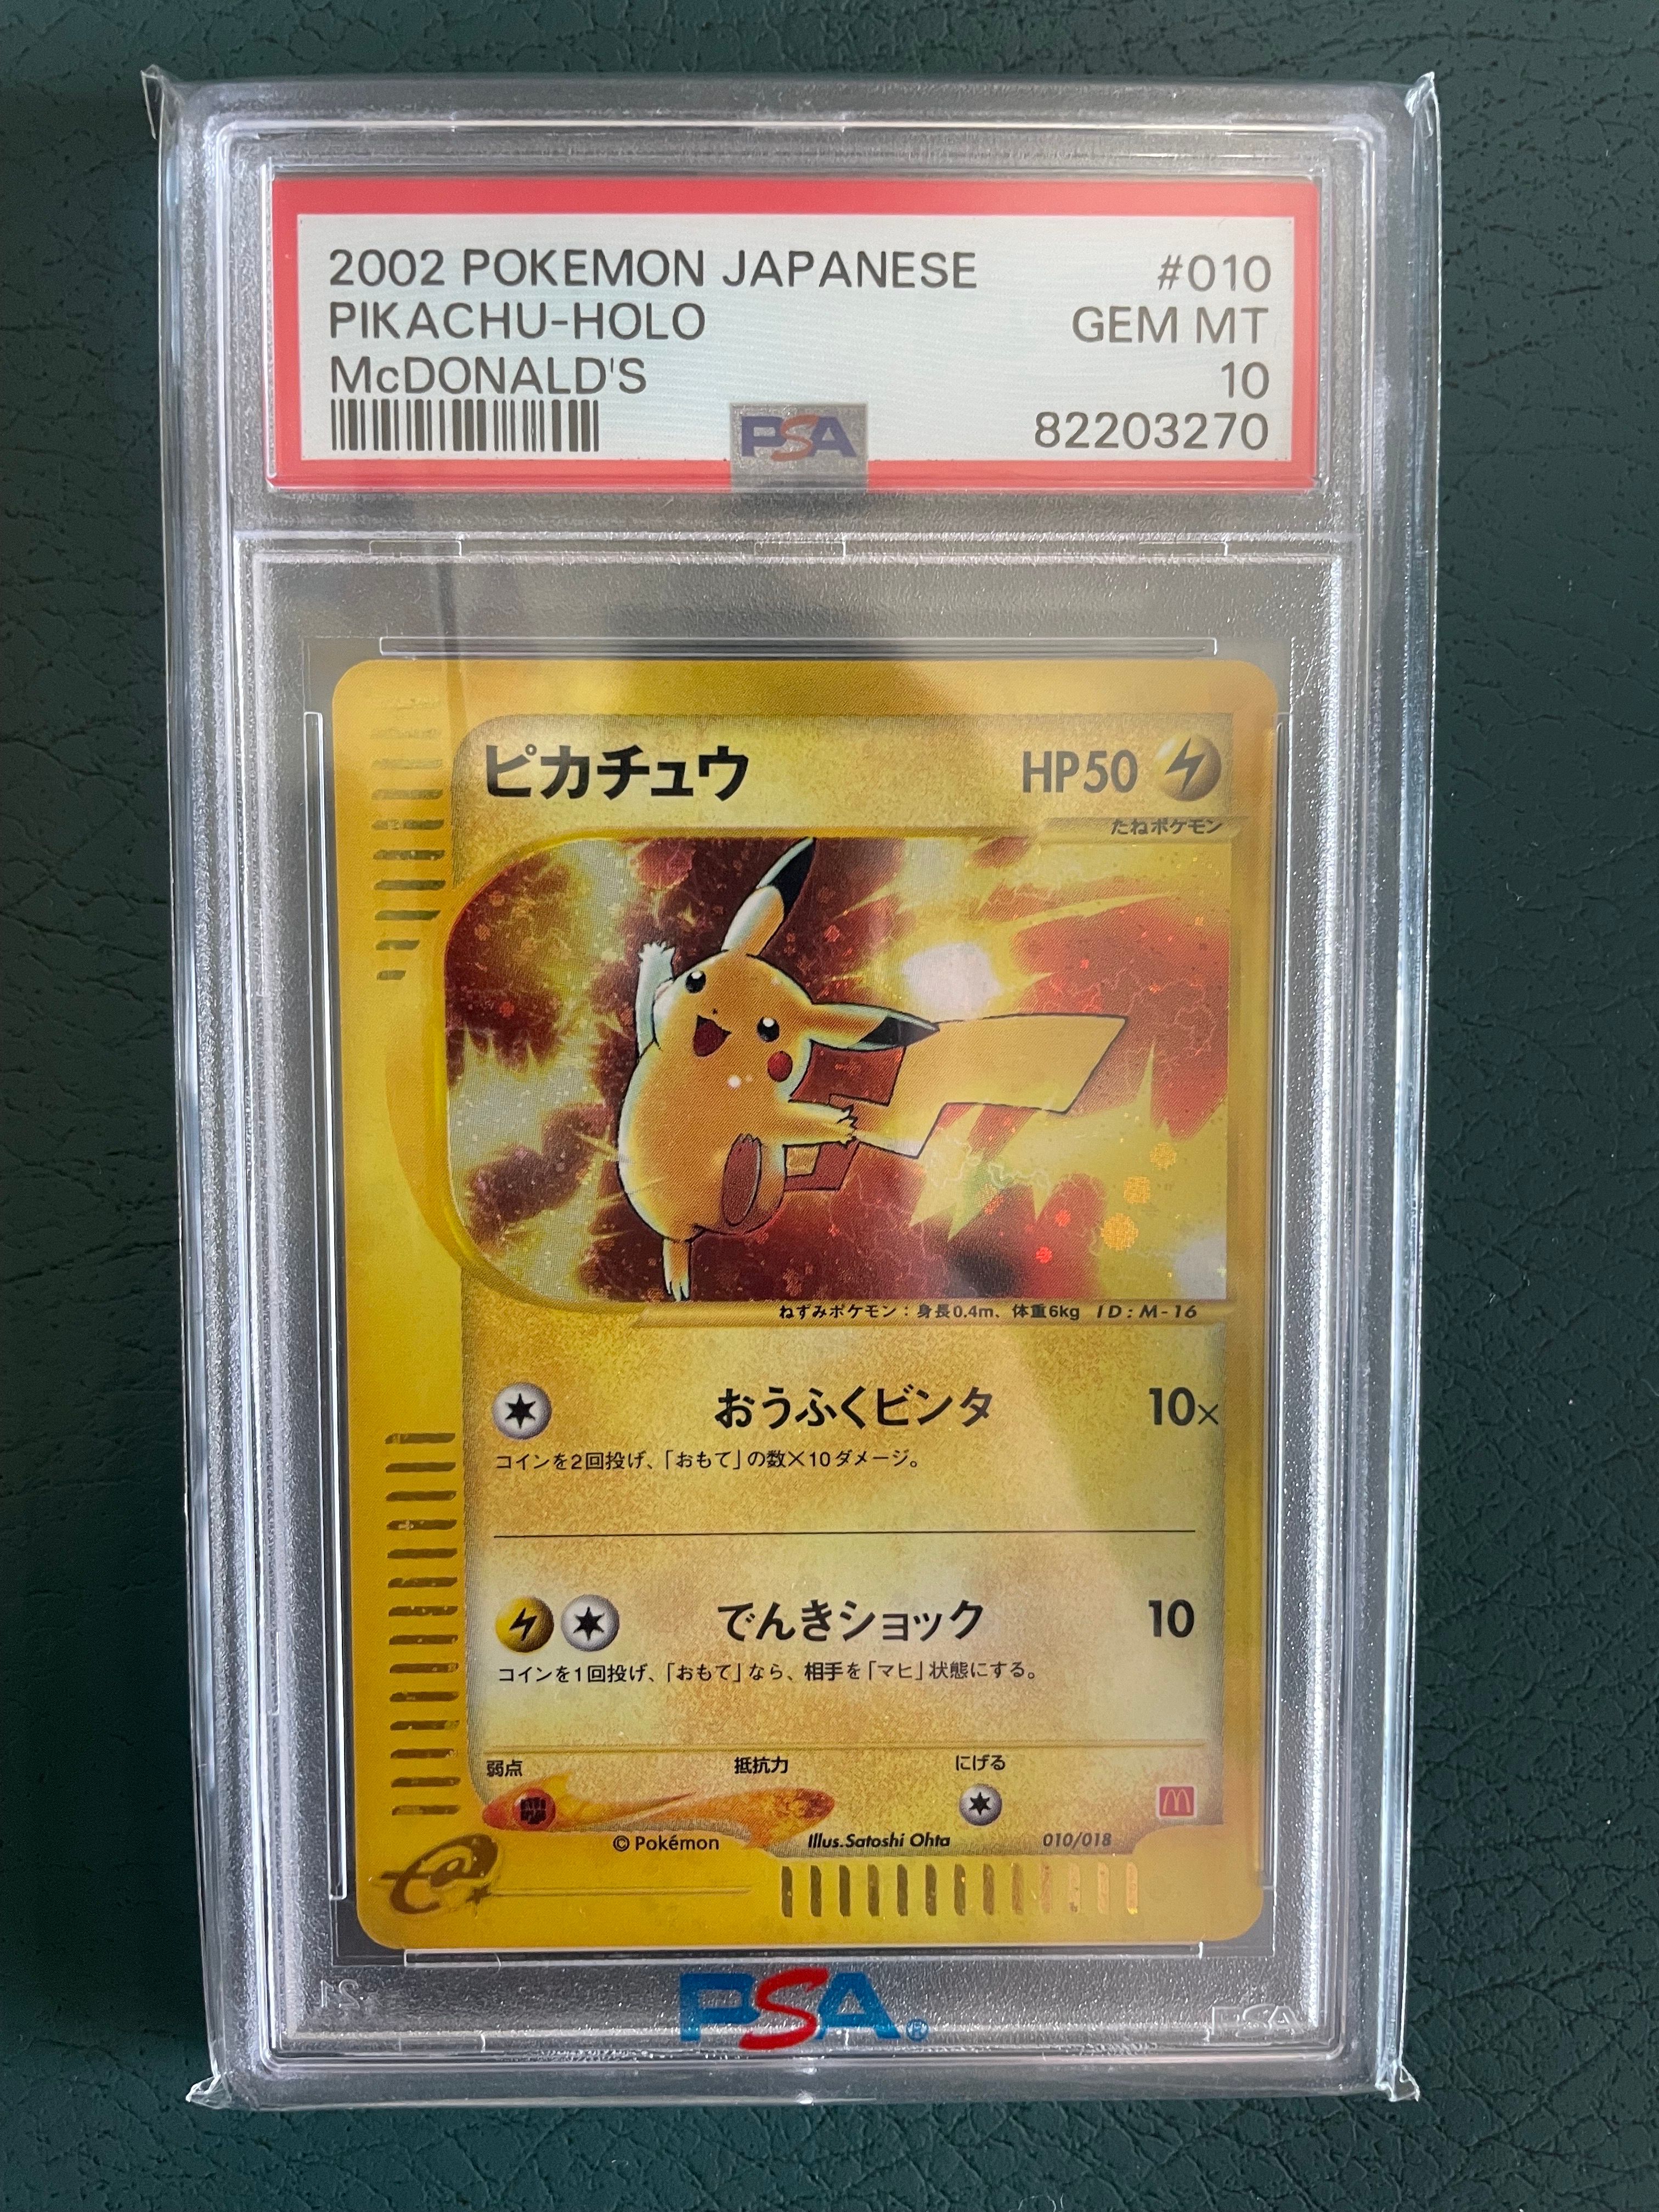 2002 POKEMON JAPANESE #010
PIKACHU-HOLO GEM MT
McDONALD'S 10
PSA 82203270
ピカチュウ HP50
たねポケモン
ねずみポケモン：身長0.4m、体重6kg ID:M-16
おうふくビンタ 10×
コインを2回投げ、「おもて」の数×10ダメージ。
でんきショック 10
コインを1回投げ、「おもて」なら、相手を「マヒ」状態にする。
弱点 抵抗力 にげる
©Pokémon Illus.Satoshi Ohta 010/018
PSA®
PSA